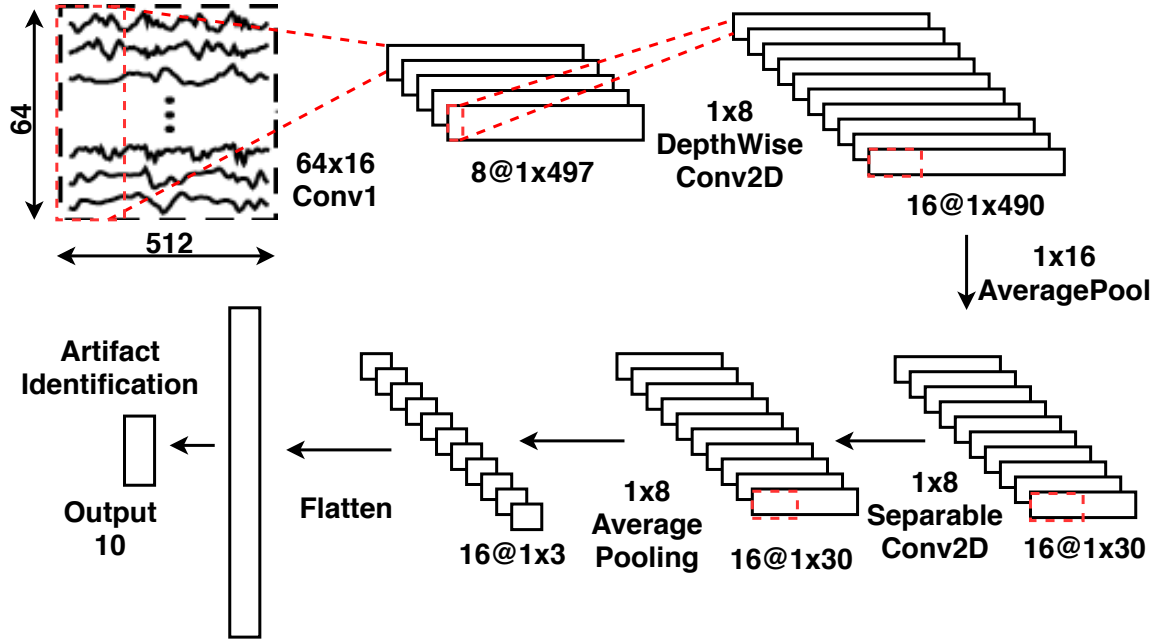 64
512
64x16
Conv1
8@1x497
1x8
DepthWise
Conv2D
16@1x490
1x16
AveragePool
16@1x30
1x8
Separable
Conv2D
16@1x30
1x8
Average
Pooling
16@1x3
Flatten
Artifact
Identification
Output
10